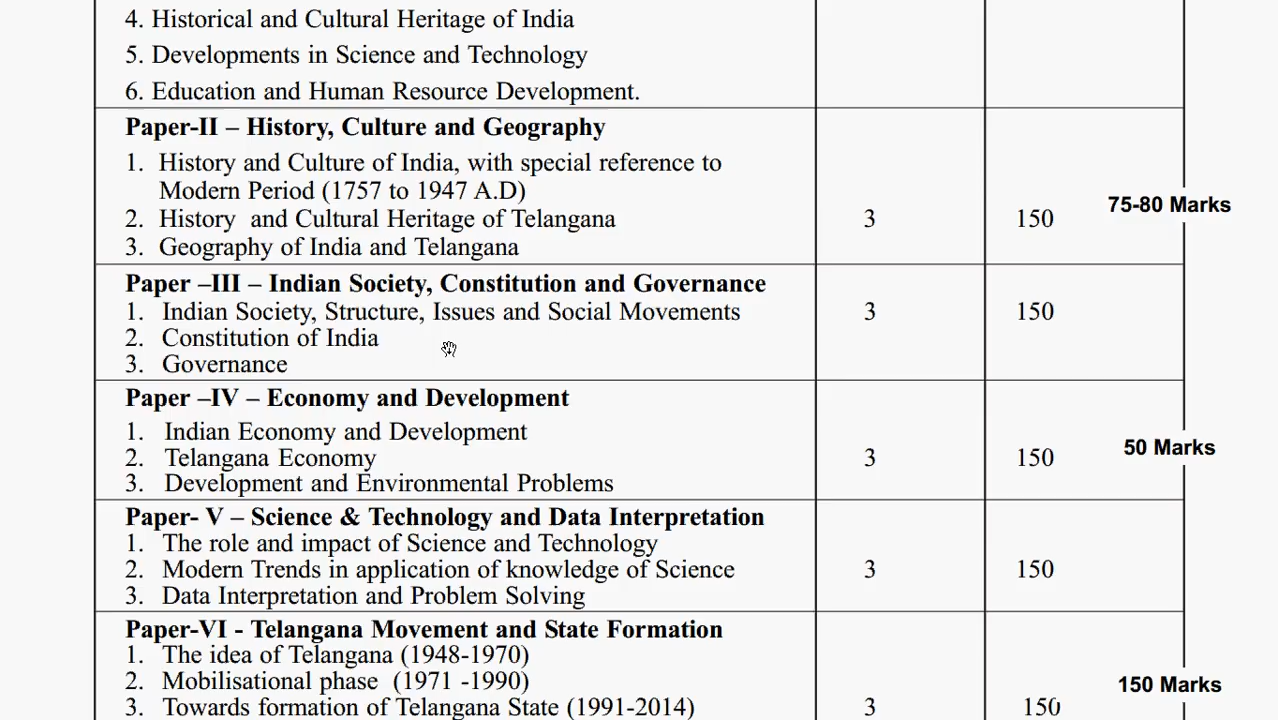 4. Historical and Cultural Heritage of India
5. Developments in Science and Technology
6. Education and Human Resource Development.
Paper-II – History, Culture and Geography
1. History and Culture of India, with special reference to
Modern Period (1757 to 1947 A.D)
75-80 Marks
2. History and Cultural Heritage of Telangana 3 150
3. Geography of India and Telangana
Paper –III – Indian Society, Constitution and Governance
1. Indian Society, Structure, Issues and Social Movements 3 150
2. Constitution of India
3. Governance
Paper –IV – Economy and Development
1. Indian Economy and Development
50 Marks
2. Telangana Economy 3 150
3. Development and Environmental Problems
Paper- V – Science & Technology and Data Interpretation
1. The role and impact of Science and Technology
2. Modern Trends in application of knowledge of Science 3 150
3. Data Interpretation and Problem Solving
Paper-VI - Telangana Movement and State Formation
1. The idea of Telangana (1948-1970)
2. Mobilisational phase (1971 -1990)
150 Marks
3. Towards formation of Telangana State (1991-2014) 3 150